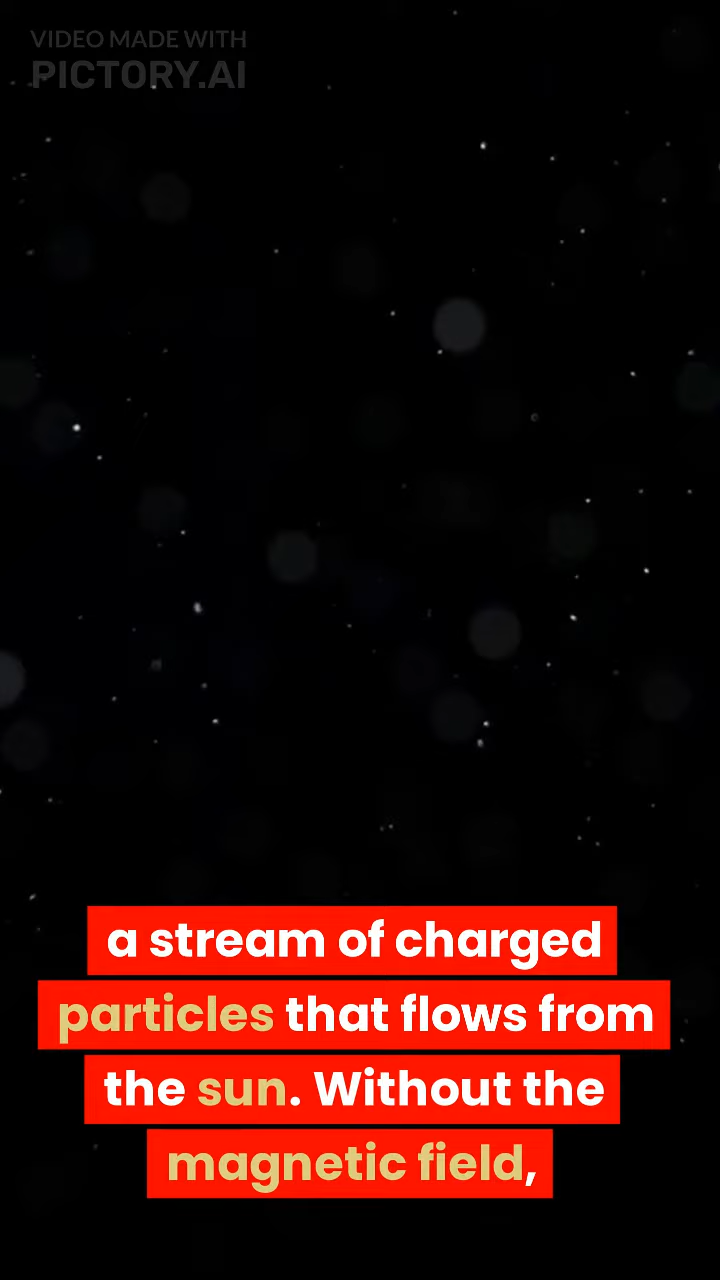 VIDEO MADE WITH
PICTORY.AI
a stream of charged
particles that flows from
the sun. Without the
magnetic field,